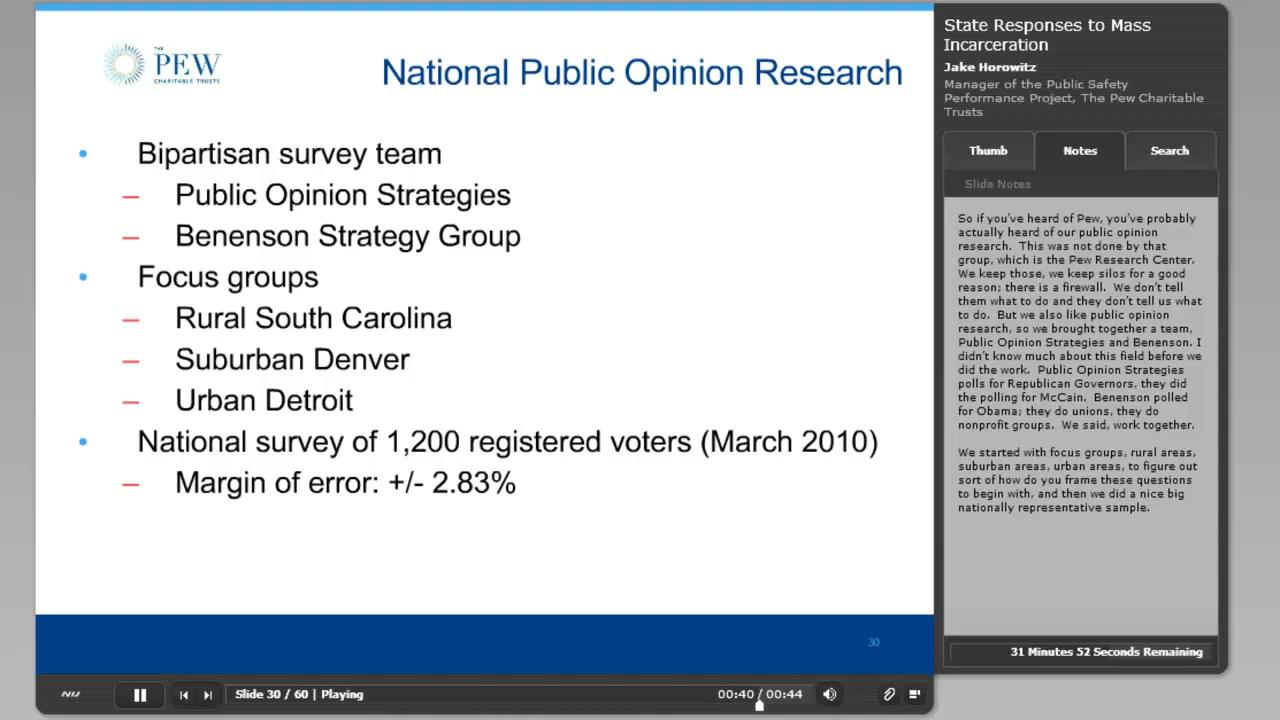 THE
PEW
CHARITABLE TRUSTS
National Public Opinion Research
• Bipartisan survey team
– Public Opinion Strategies
– Benenson Strategy Group
• Focus groups
– Rural South Carolina
– Suburban Denver
– Urban Detroit
• National survey of 1,200 registered voters (March 2010)
– Margin of error: +/- 2.83%
30
State Responses to Mass
Incarceration
Jake Horowitz
Manager of the Public Safety
Performance Project, The Pew Charitable
Trusts
Thumb
Notes
Search
Slide Notes
So if you've heard of Pew, you've probably
actually heard of our public opinion
research. This was not done by that
group, which is the Pew Research Center.
We keep those, we keep silos for a good
reason; there is a firewall. We don't tell
them what to do and they don't tell us what
to do. But we also like public opinion
research, so we brought together a team,
Public Opinion Strategies and Benenson. I
didn't know much about this field before we
did the work. Public Opinion Strategies
polls for Republican Governors, they did
the polling for McCain. Benenson polled
for Obama; they do unions, they do
nonprofit groups. We said, work together.
We started with focus groups, rural areas,
suburban areas, urban areas, to figure out
sort of how do you frame these questions
to begin with, and then we did a nice big
nationally representative sample.
31 Minutes 52 Seconds Remaining
Slide 30 / 60 | Playing
00:40 / 00:44